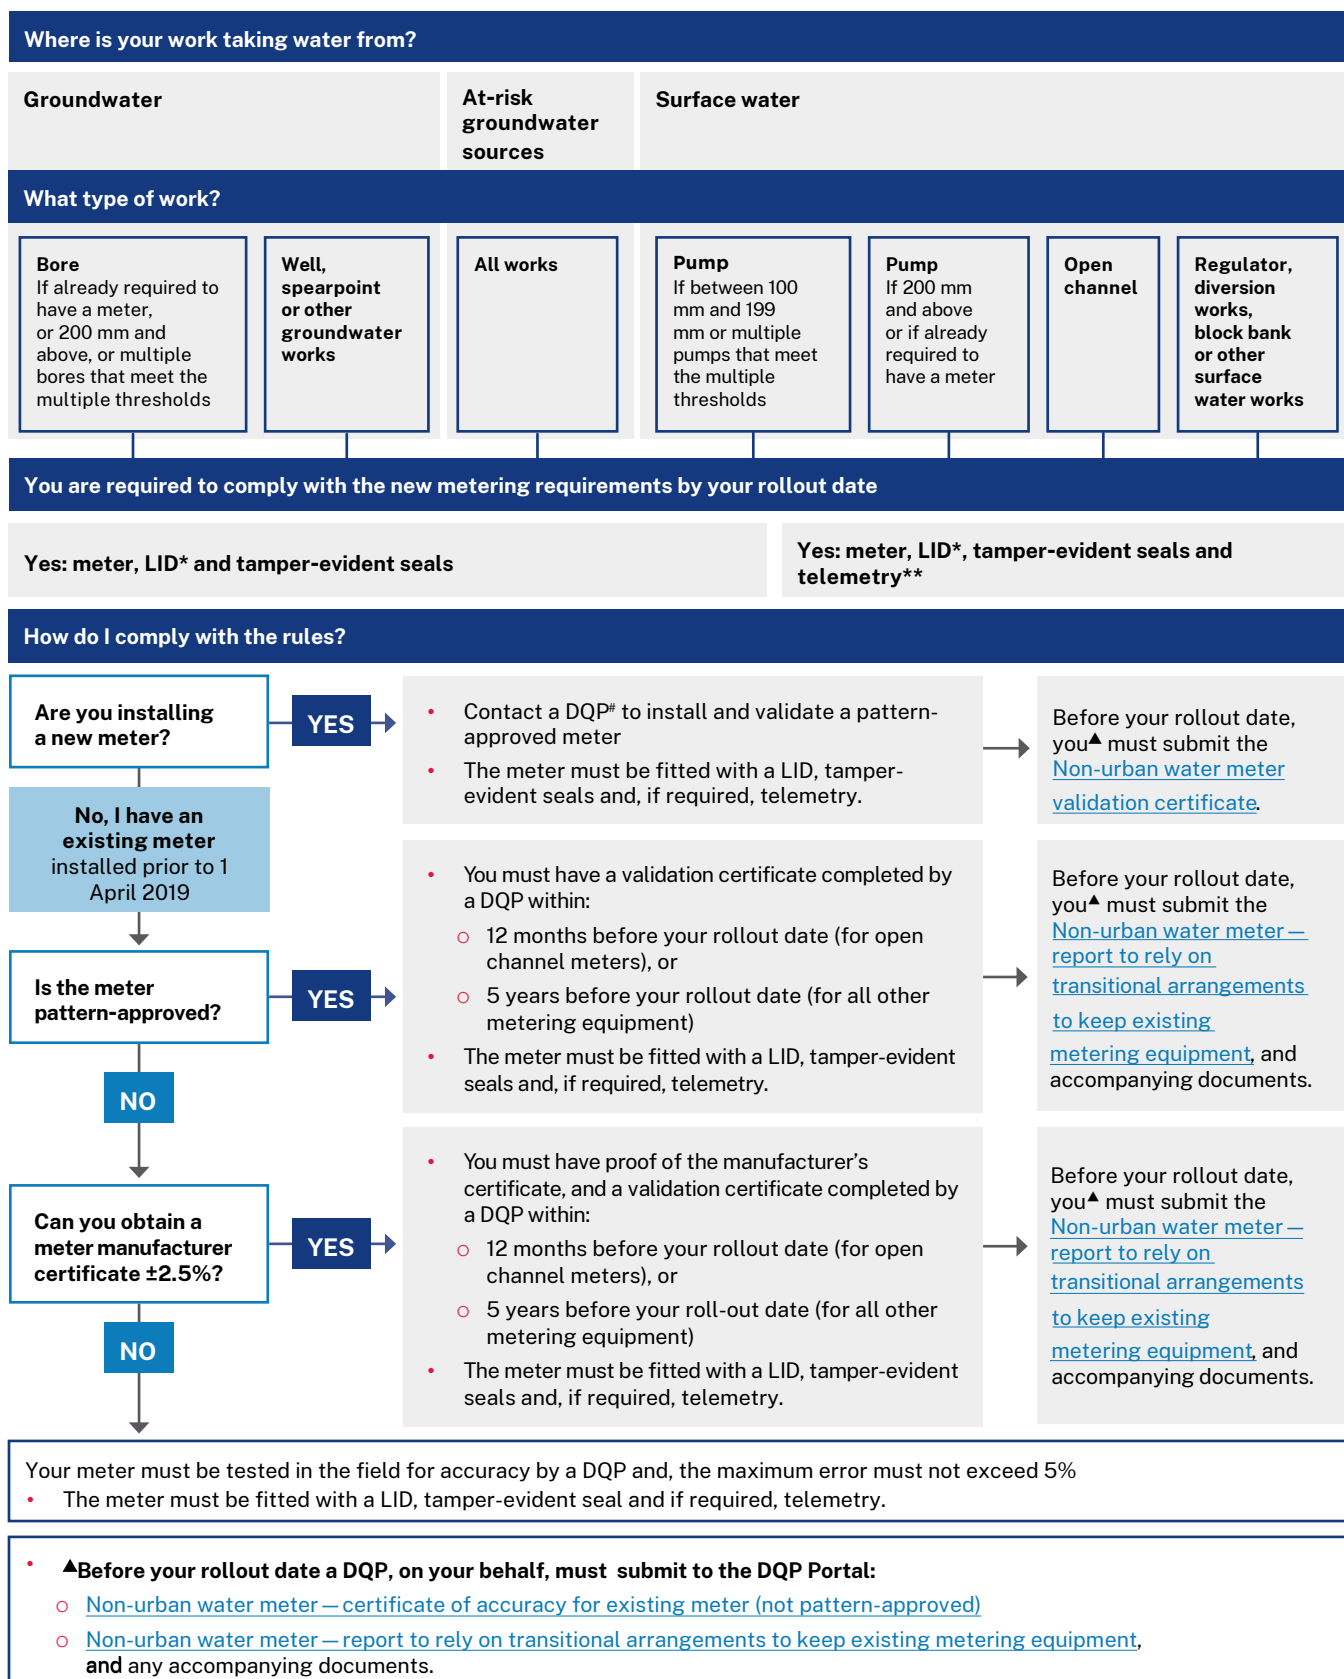 Where is your work taking water from?
Groundwater
At-risk
groundwater
sources
Surface water
What type of work?
Bore
If already required to
have a meter,
or 200 mm and
above, or multiple
bores that meet the
multiple thresholds
Well,
spearpoint
or other
groundwater
works
All works
Pump
If between 100
mm and 199
mm or multiple
pumps that meet
the multiple
thresholds
Pump
If 200 mm
and above
or if already
required to
have a meter
Open
channel
Regulator,
diversion
works,
block bank
or other
surface
water works
You are required to comply with the new metering requirements by your rollout date
Yes: meter, LID* and tamper-evident seals
Yes: meter, LID*, tamper-evident seals and
telemetry**
How do I comply with the rules?
Are you installing
a new meter?
YES
• Contact a DQP# to install and validate a pattern-
approved meter
• The meter must be fitted with a LID, tamper-
evident seals and, if required, telemetry.
Before your rollout date,
you▲ must submit the
Non-urban water meter
validation certificate.
No, I have an
existing meter
installed prior to 1
April 2019
Is the meter
pattern-approved?
YES
• You must have a validation certificate completed by
a DQP within:
o 12 months before your rollout date (for open
channel meters), or
o 5 years before your rollout date (for all other
metering equipment)
• The meter must be fitted with a LID, tamper-evident
seals and, if required, telemetry.
Before your rollout date,
you▲ must submit the
Non-urban water meter—
report to rely on
transitional arrangements
to keep existing
metering equipment, and
accompanying documents.
NO
Can you obtain a
meter manufacturer
certificate ±2.5%?
YES
• You must have proof of the manufacturer's
certificate, and a validation certificate completed by
a DQP within:
o 12 months before your rollout date (for open
channel meters), or
o 5 years before your roll-out date (for all other
metering equipment)
• The meter must be fitted with a LID, tamper-evident
seals and, if required, telemetry.
Before your rollout date,
you▲ must submit the
Non-urban water meter—
report to rely on
transitional arrangements
to keep existing
metering equipment, and
accompanying documents.
NO
Your meter must be tested in the field for accuracy by a DQP and, the maximum error must not exceed 5%
• The meter must be fitted with a LID, tamper-evident seal and if required, telemetry.
• ▲Before your rollout date a DQP, on your behalf, must submit to the DQP Portal:
o Non-urban water meter—certificate of accuracy for existing meter (not pattern-approved)
o Non-urban water meter—report to rely on transitional arrangements to keep existing metering equipment,
and any accompanying documents.